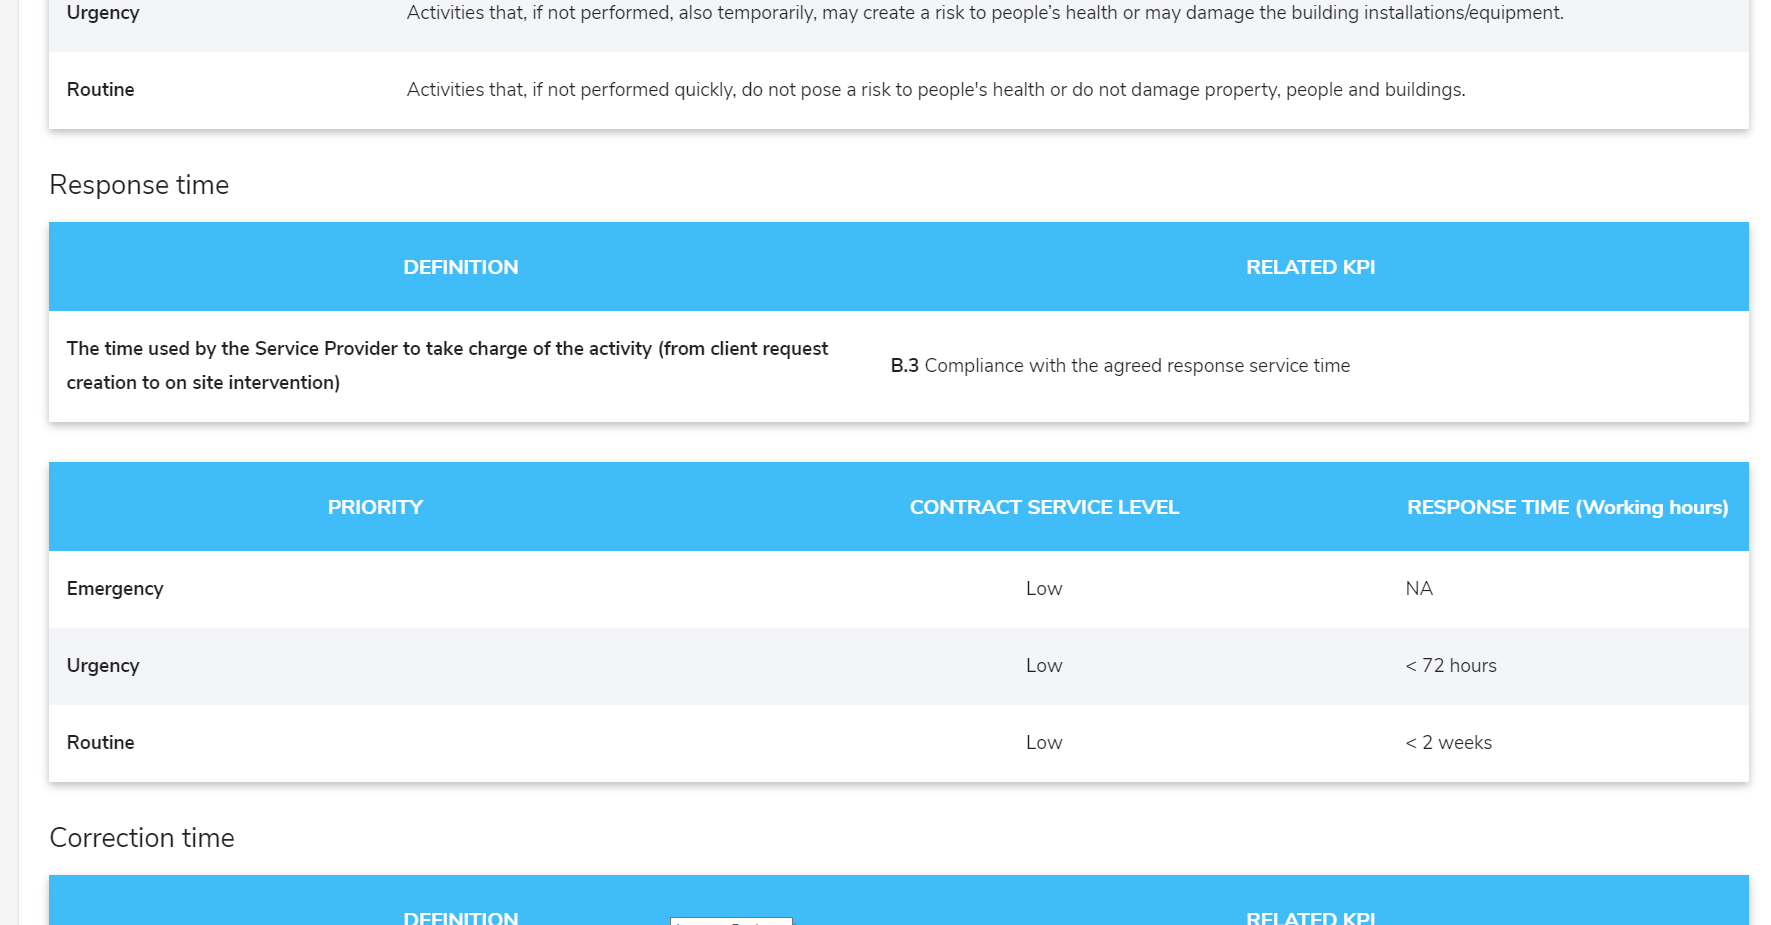 Urgency Activities that, if not performed, also temporarily, may create a risk to people’s health or may damage the building installations/equipment.
Routine Activities that, if not performed quickly, do not pose a risk to people's health or do not damage property, people and buildings.
Response time
DEFINITION RELATED KPI
The time used by the Service Provider to take charge of the activity (from client request
creation to on site intervention)
B.3 Compliance with the agreed response service time
PRIORITY CONTRACT SERVICE LEVEL RESPONSE TIME (Working hours)
Emergency Low NA
Urgency Low < 72 hours
Routine Low < 2 weeks
Correction time
DEFINITION RELATED KPI